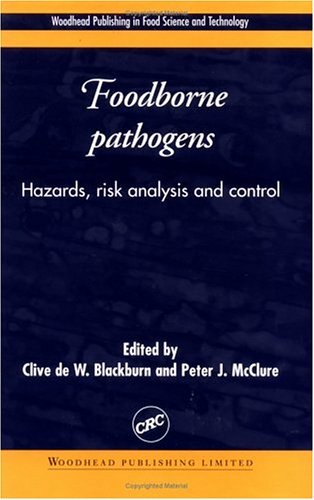 Woodhead Publishing in Food Science and Technology
Foodborne
pathogens
Hazards, risk analysis and control
Edited by
Clive de W. Blackburn and Peter J. McClure
CRC
WOODHEAD PUBLISHING LIMITED